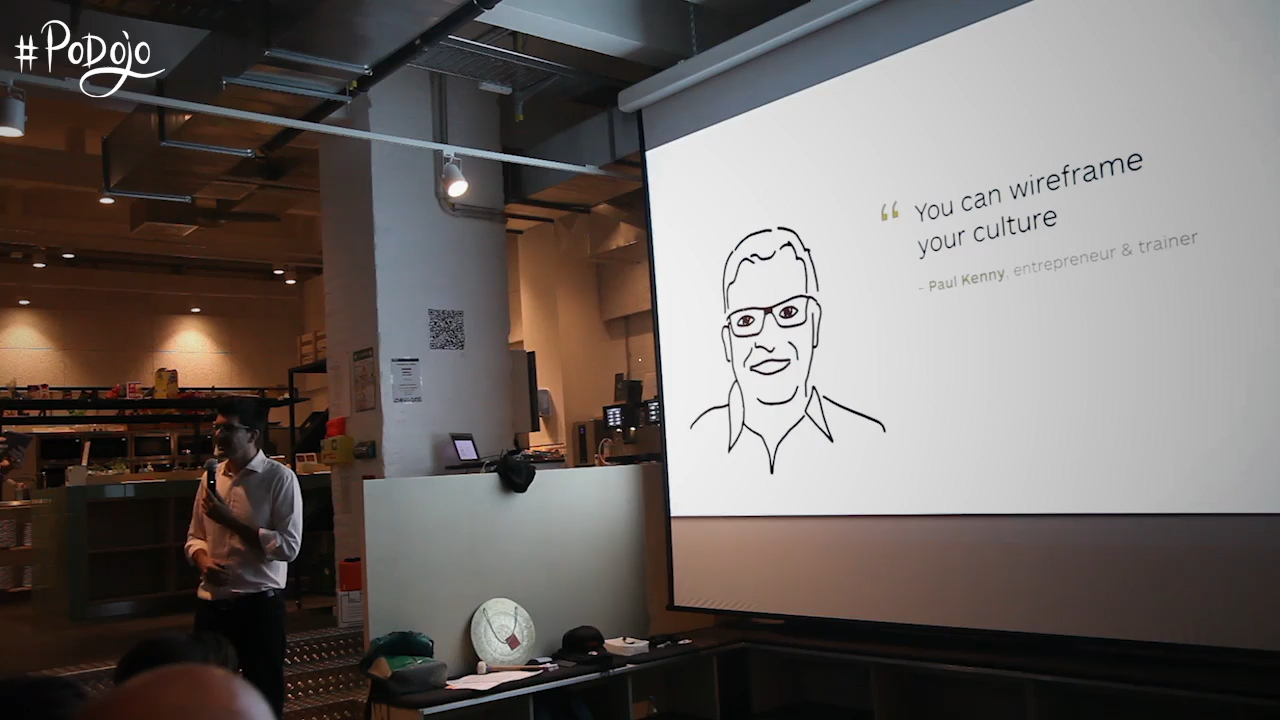 #PODOJO
“ You can wireframe
your culture
- Paul Kenny, entrepreneur & trainer